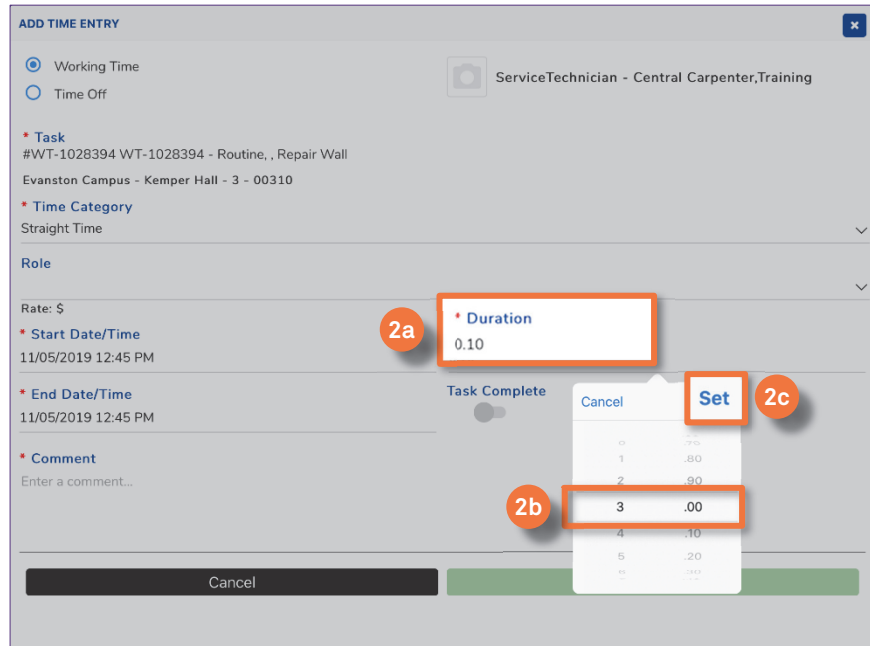 ADD TIME ENTRY
×
Working Time
Time Off
ServiceTechnician - Central Carpenter,Training
* Task
#WT-1028394 WT-1028394 - Routine, , Repair Wall
Evanston Campus - Kemper Hall - 3 - 00310
* Time Category
Straight Time
Role
Rate: $
* Start Date/Time
11/05/2019 12:45 PM
2a
* Duration
0.10
* End Date/Time
11/05/2019 12:45 PM
Task Complete
Cancel Set
2c
0 .70
1 .80
2 .90
2b
3 .00
4 .10
5 .20
* Comment
Enter a comment...
Cancel